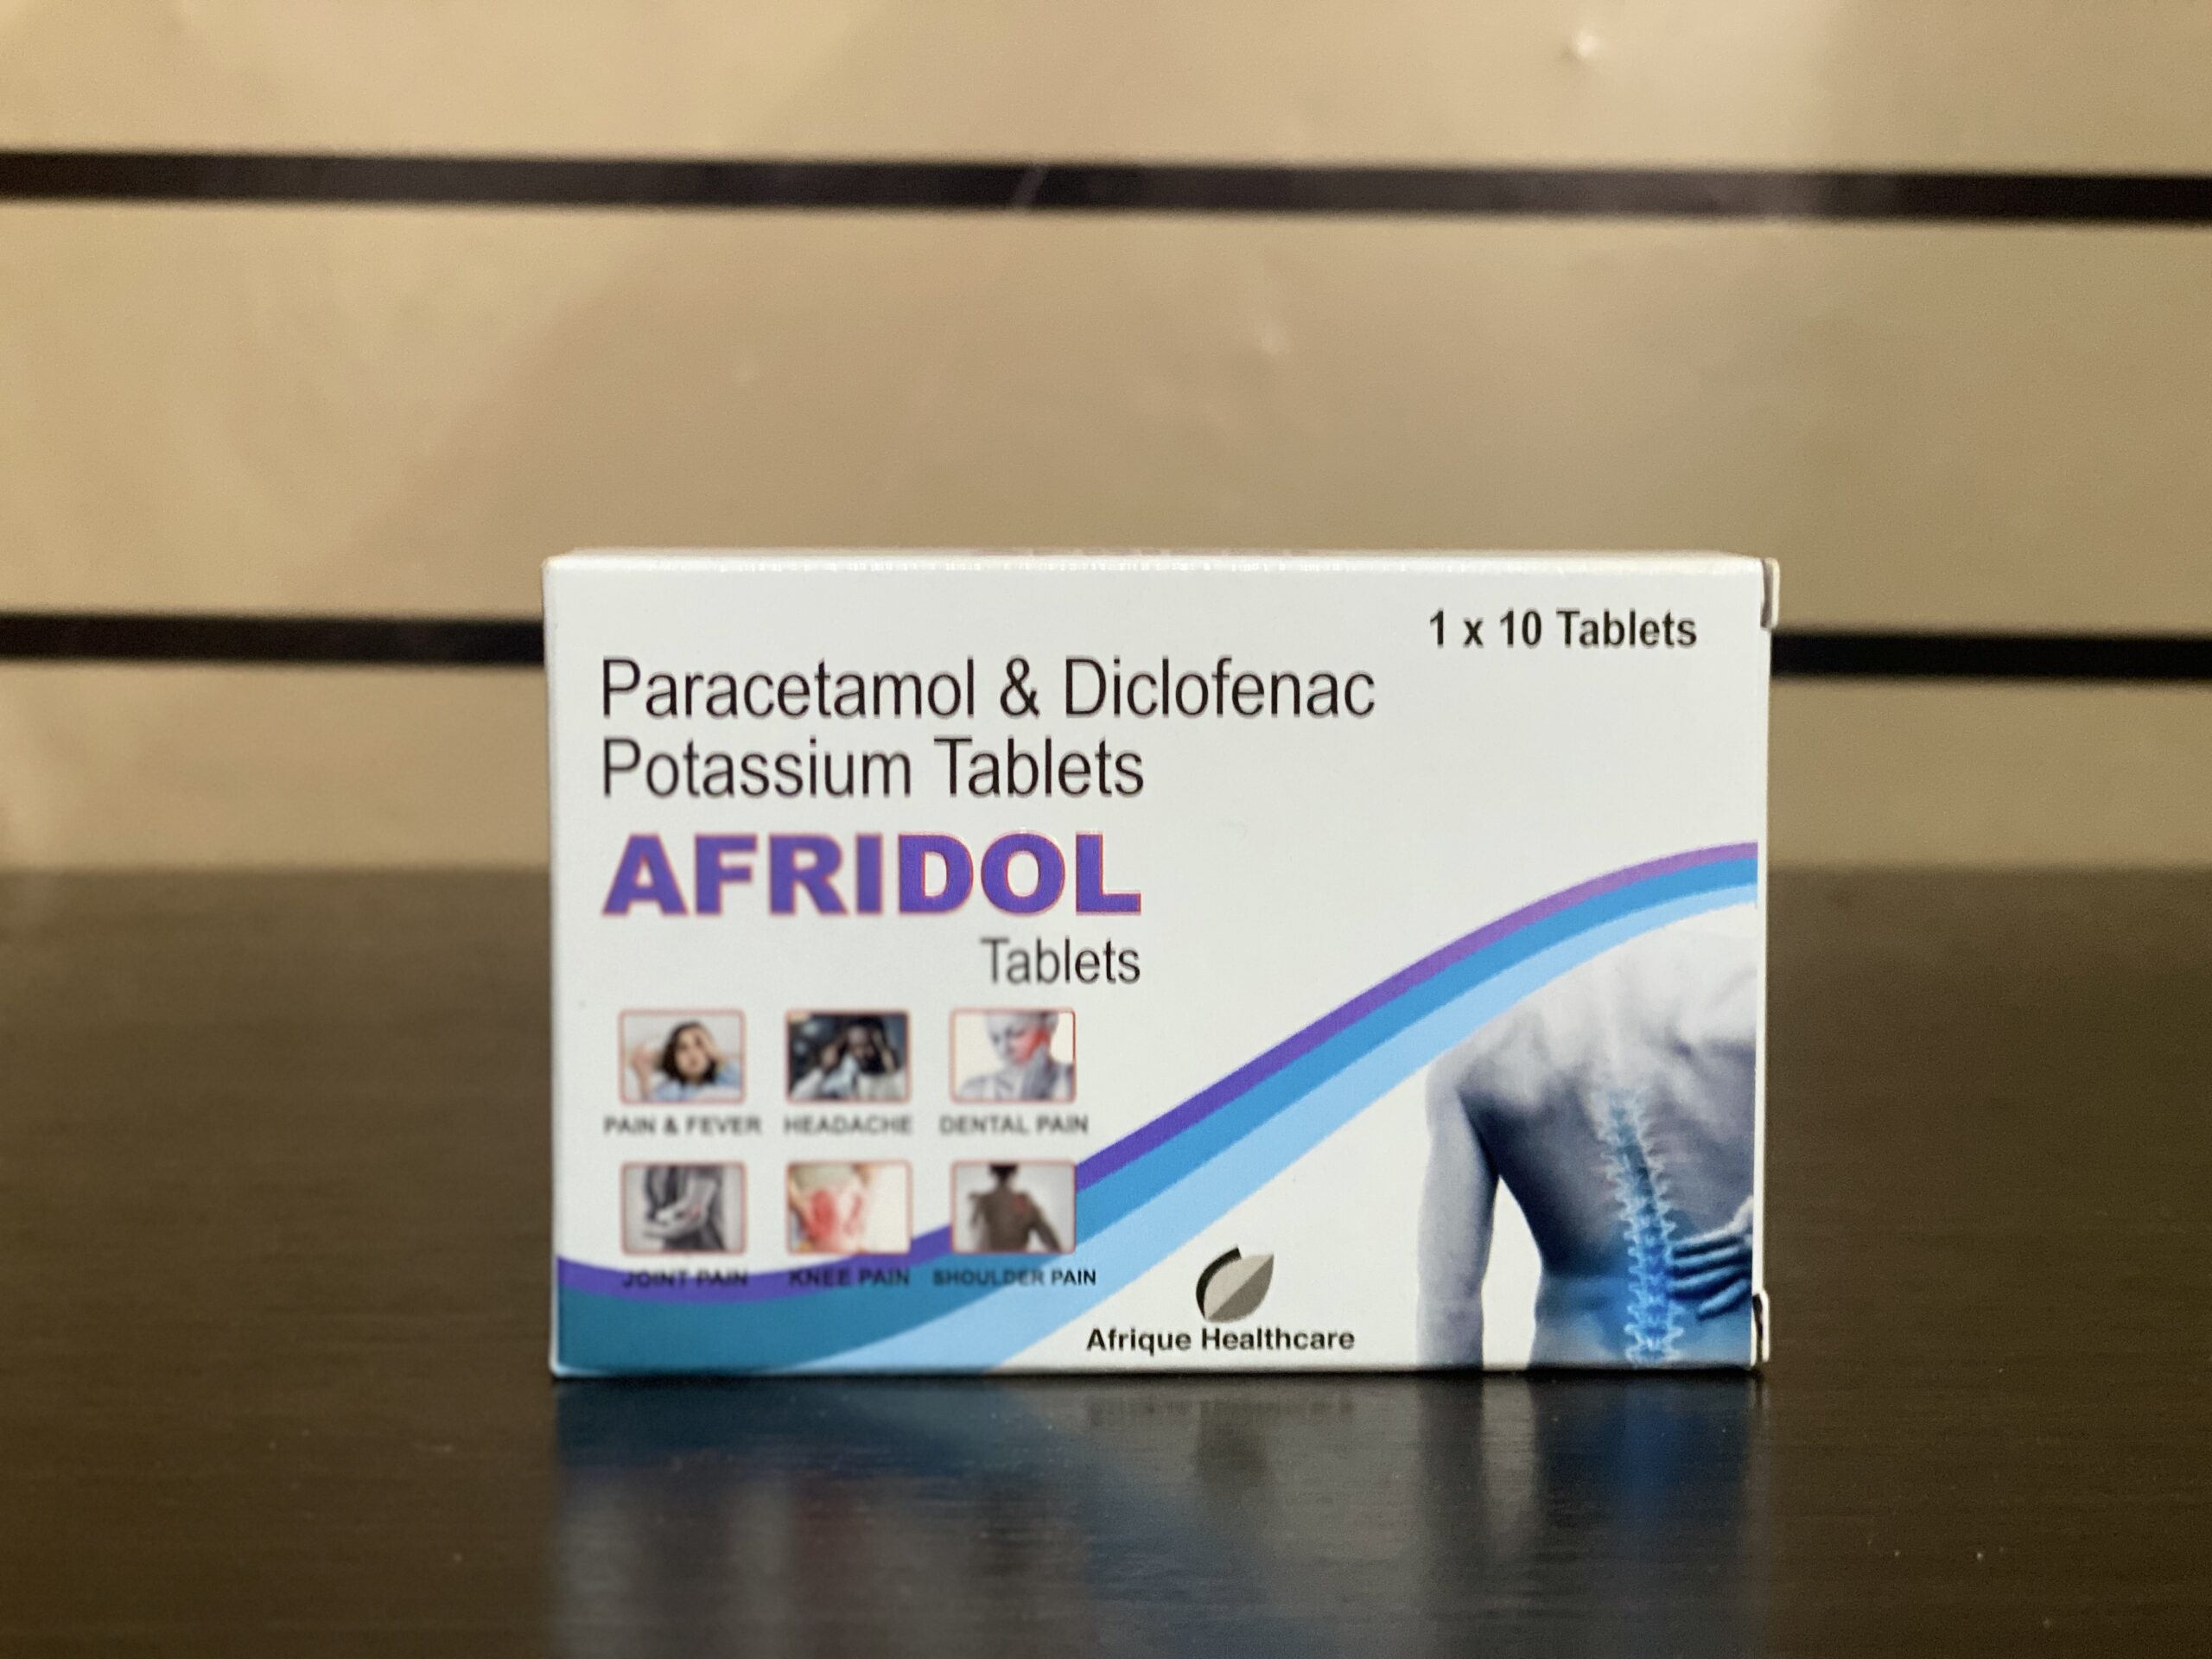 1 x 10 Tablets
Paracetamol & Diclofenac
Potassium Tablets
AFRIDOL
Tablets
PAIN & FEVER HEADACHE DENTAL PAIN
JOINT PAIN KNEE PAIN SHOULDER PAIN
Afrique Healthcare